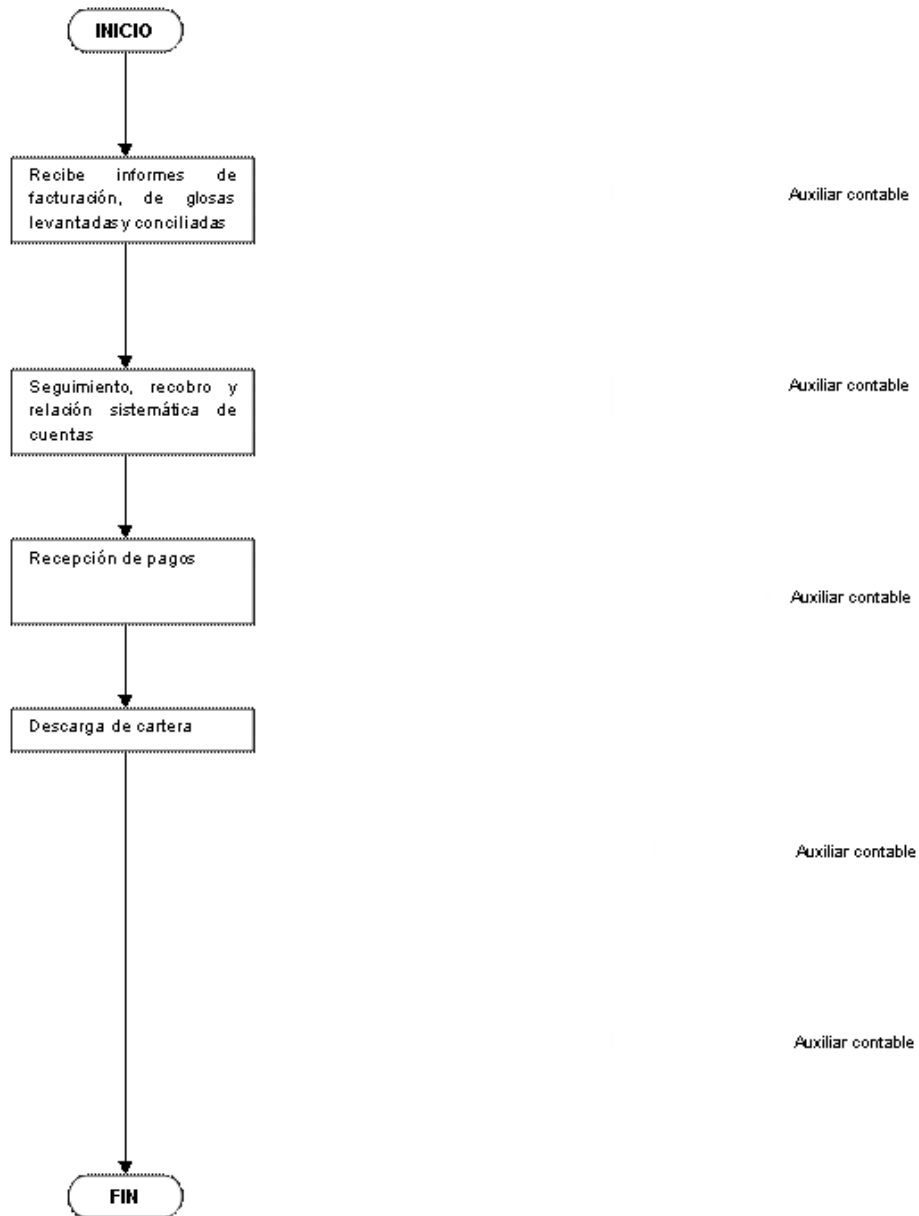 INICIO
Recibe informes de
facturación, de glosas
levantadas y conciliadas
Auxiliar contable
Seguimiento, recobro y
relación sistemática de
cuentas
Auxiliar contable
Recepción de pagos
Auxiliar contable
Descarga de cartera
Auxiliar contable
Auxiliar contable
FIN